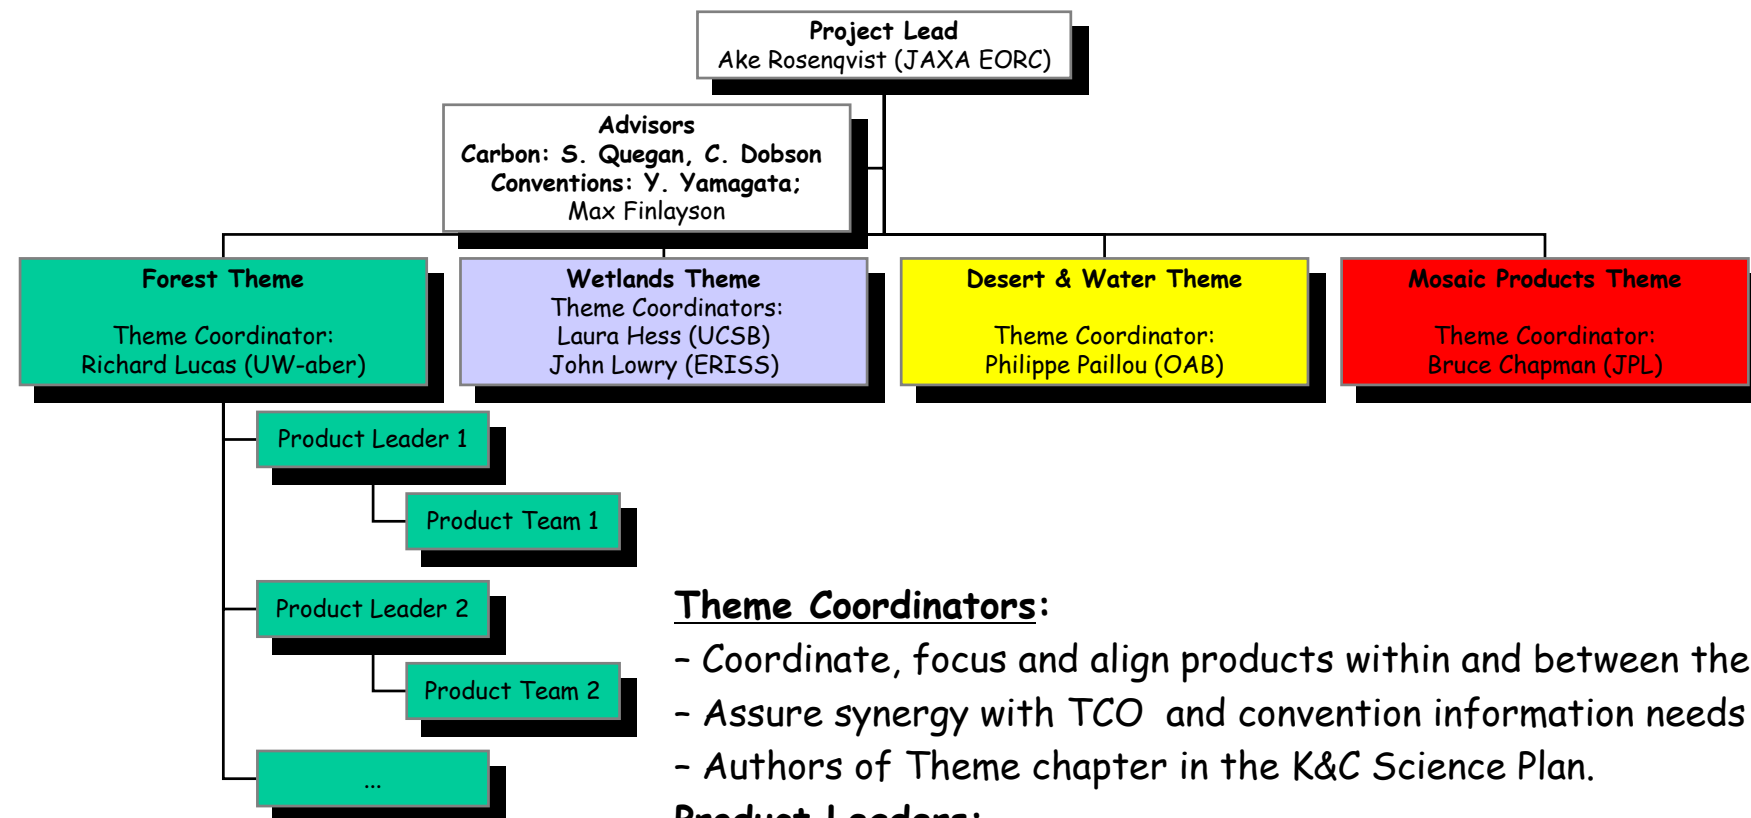 Project Lead
Ake Rosenqvist (JAXA EORC)
Advisors
Carbon: S. Quegan, C. Dobson
Conventions: Y. Yamagata;
Max Finlayson
Forest Theme
Theme Coordinator:
Richard Lucas (UW-aber)
Wetlands Theme
Theme Coordinators:
Laura Hess (UCSB)
John Lowry (ERISS)
Desert & Water Theme
Theme Coordinator:
Philippe Paillou (OAB)
Mosaic Products Theme
Theme Coordinator:
Bruce Chapman (JPL)
Product Leader 1
Product Team 1
Product Leader 2
Product Team 2
...
Theme Coordinators:
– Coordinate, focus and align products within and between the
– Assure synergy with TCO and convention information needs
– Authors of Theme chapter in the K&C Science Plan.
Product Leaders: